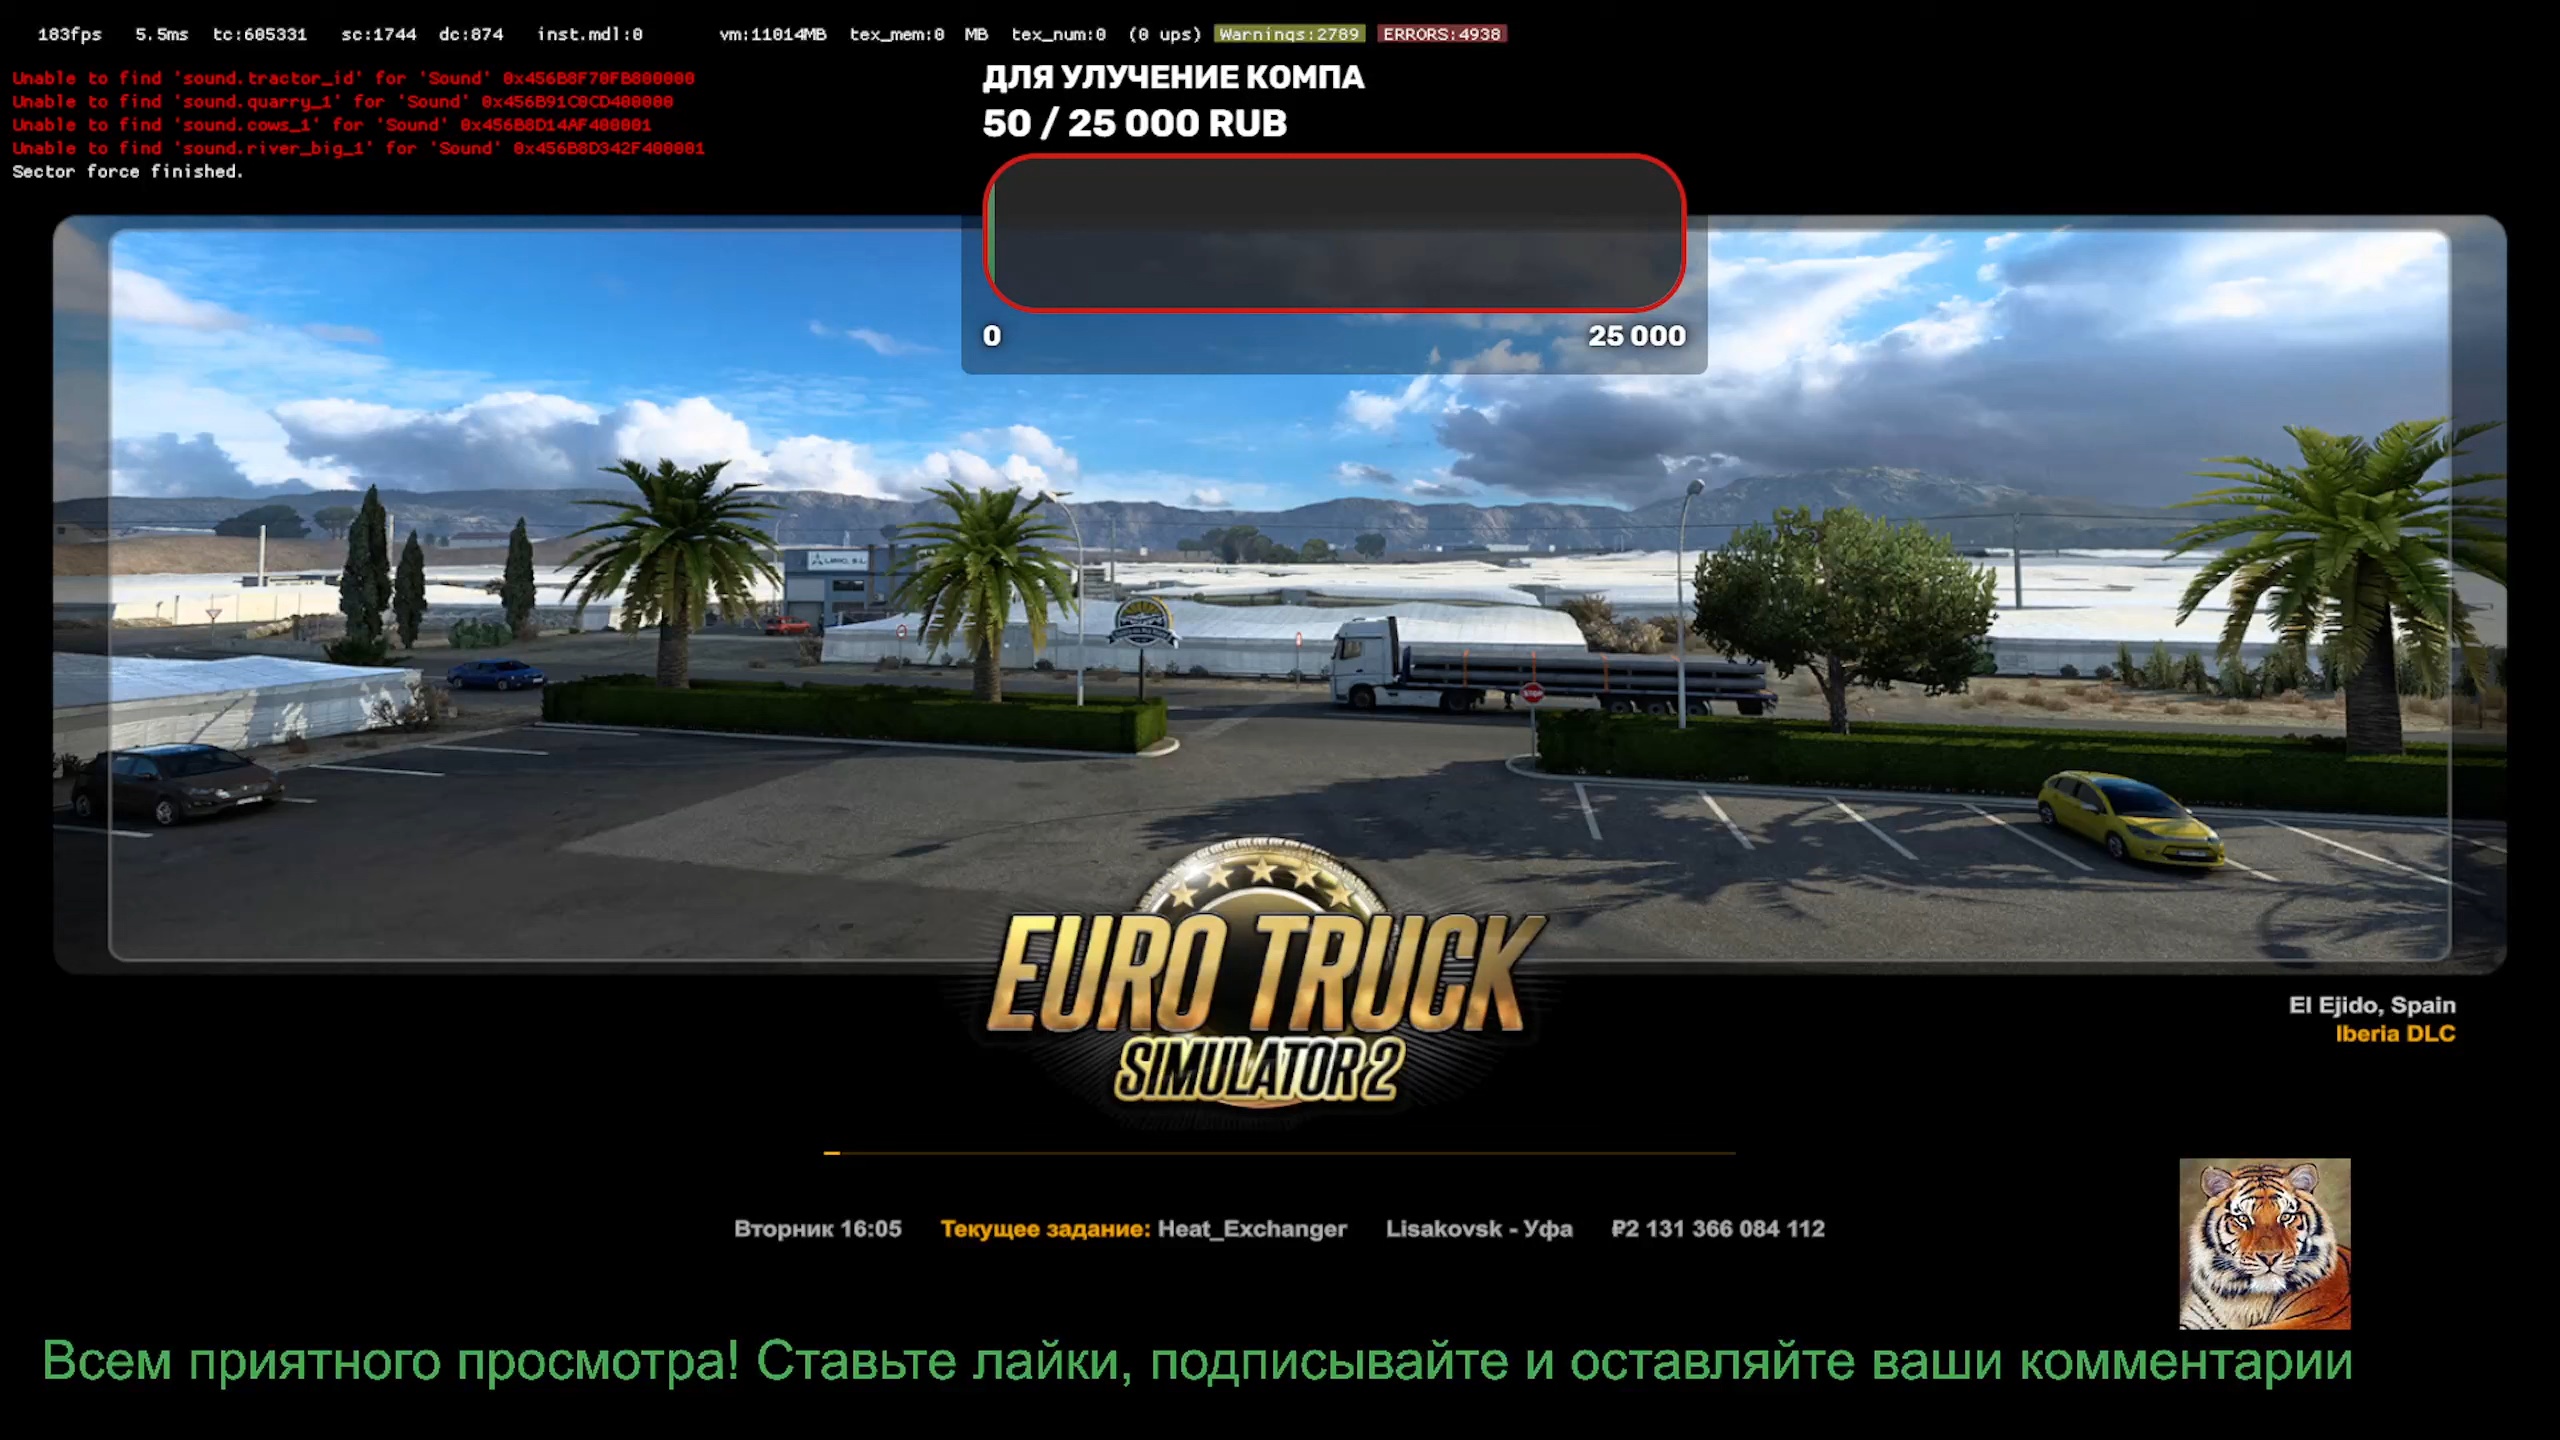 183fps 5.5ms tc:605331 sc:1744 dc:874 inst.mdl:0 vm:11014MB tex_mem:0 MB tex_num:0 (0 ups) Warnings:2789 ERRORS:4938
Unable to find 'sound.tractor_id' for 'Sound' 0x456B8F70FB800000
Unable to find 'sound.quarry_1' for 'Sound' 0x456B91C0CD400000
Unable to find 'sound.cows_1' for 'Sound' 0x456B8D14AF400001
Unable to find 'sound.river_big_1' for 'Sound' 0x456B8D342F400001
Sector force finished.
ДЛЯ УЛУЧЕНИЕ КОМПА
50 / 25 000 RUB
0 25 000
STOP
EURO TRUCK
SIMULATOR 2
El Ejido, Spain
Iberia DLC
Вторник 16:05 Текущее задание: Heat_Exchanger Lisakovsk - Уфа ₽2 131 366 084 112
Всем приятного просмотра! Ставьте лайки, подписывайте и оставляйте ваши комментарии